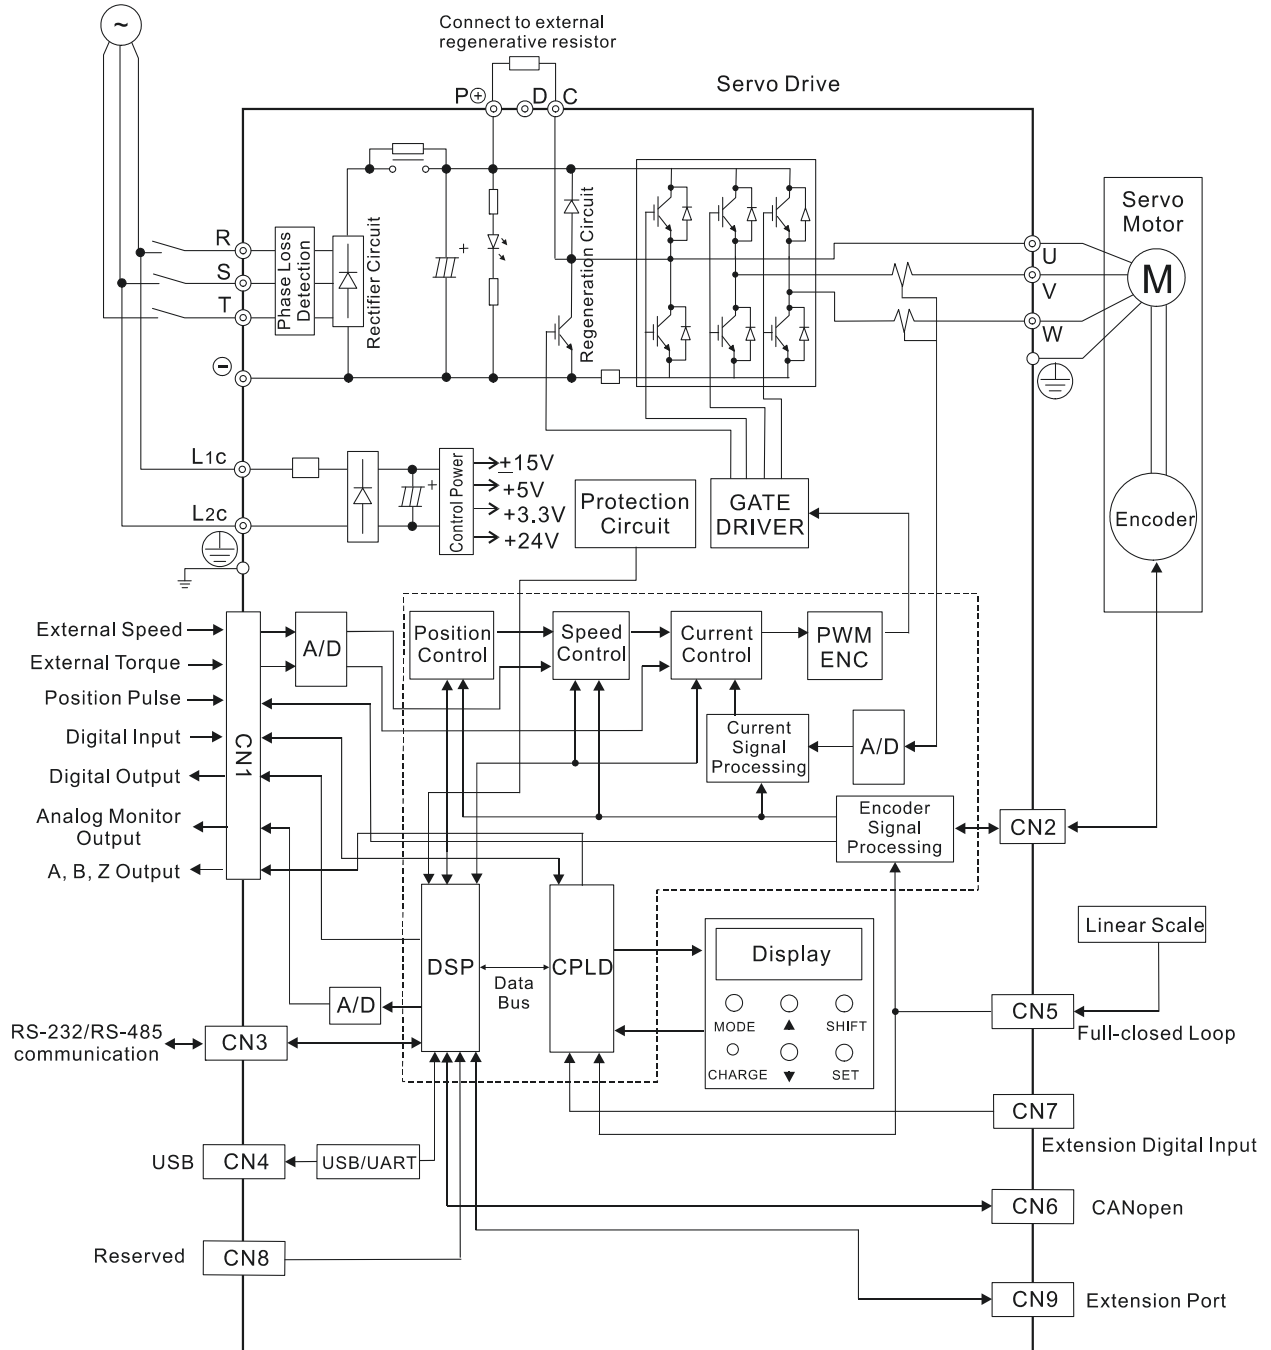 ~
Connect to external
regenerative resistor
Servo Drive
P⊕
D
C
Servo
Motor
R
S
T
Phase Loss
Detection
Rectifier Circuit
+
Regeneration Circuit
U
V
W
M
⊖
L1c
L2c
+
Control Power
±15V
+5V
+3.3V
+24V
Protection
Circuit
GATE
DRIVER
Encoder
External Speed
External Torque
Position Pulse
Digital Input
Digital Output
Analog Monitor
Output
A, B, Z Output
CN1
A/D
Position
Control
Speed
Control
Current
Control
PWM
ENC
Current
Signal
Processing
A/D
Encoder
Signal
Processing
CN2
Linear Scale
DSP
Data
Bus
CPLD
Display
MODE
▲
SHIFT
CHARGE
▼
SET
A/D
CN5
Full-closed Loop
RS-232/RS-485
communication
CN3
CN7
Extension Digital Input
USB
CN4
USB/UART
CN6
CANopen
Reserved
CN8
CN9
Extension Port